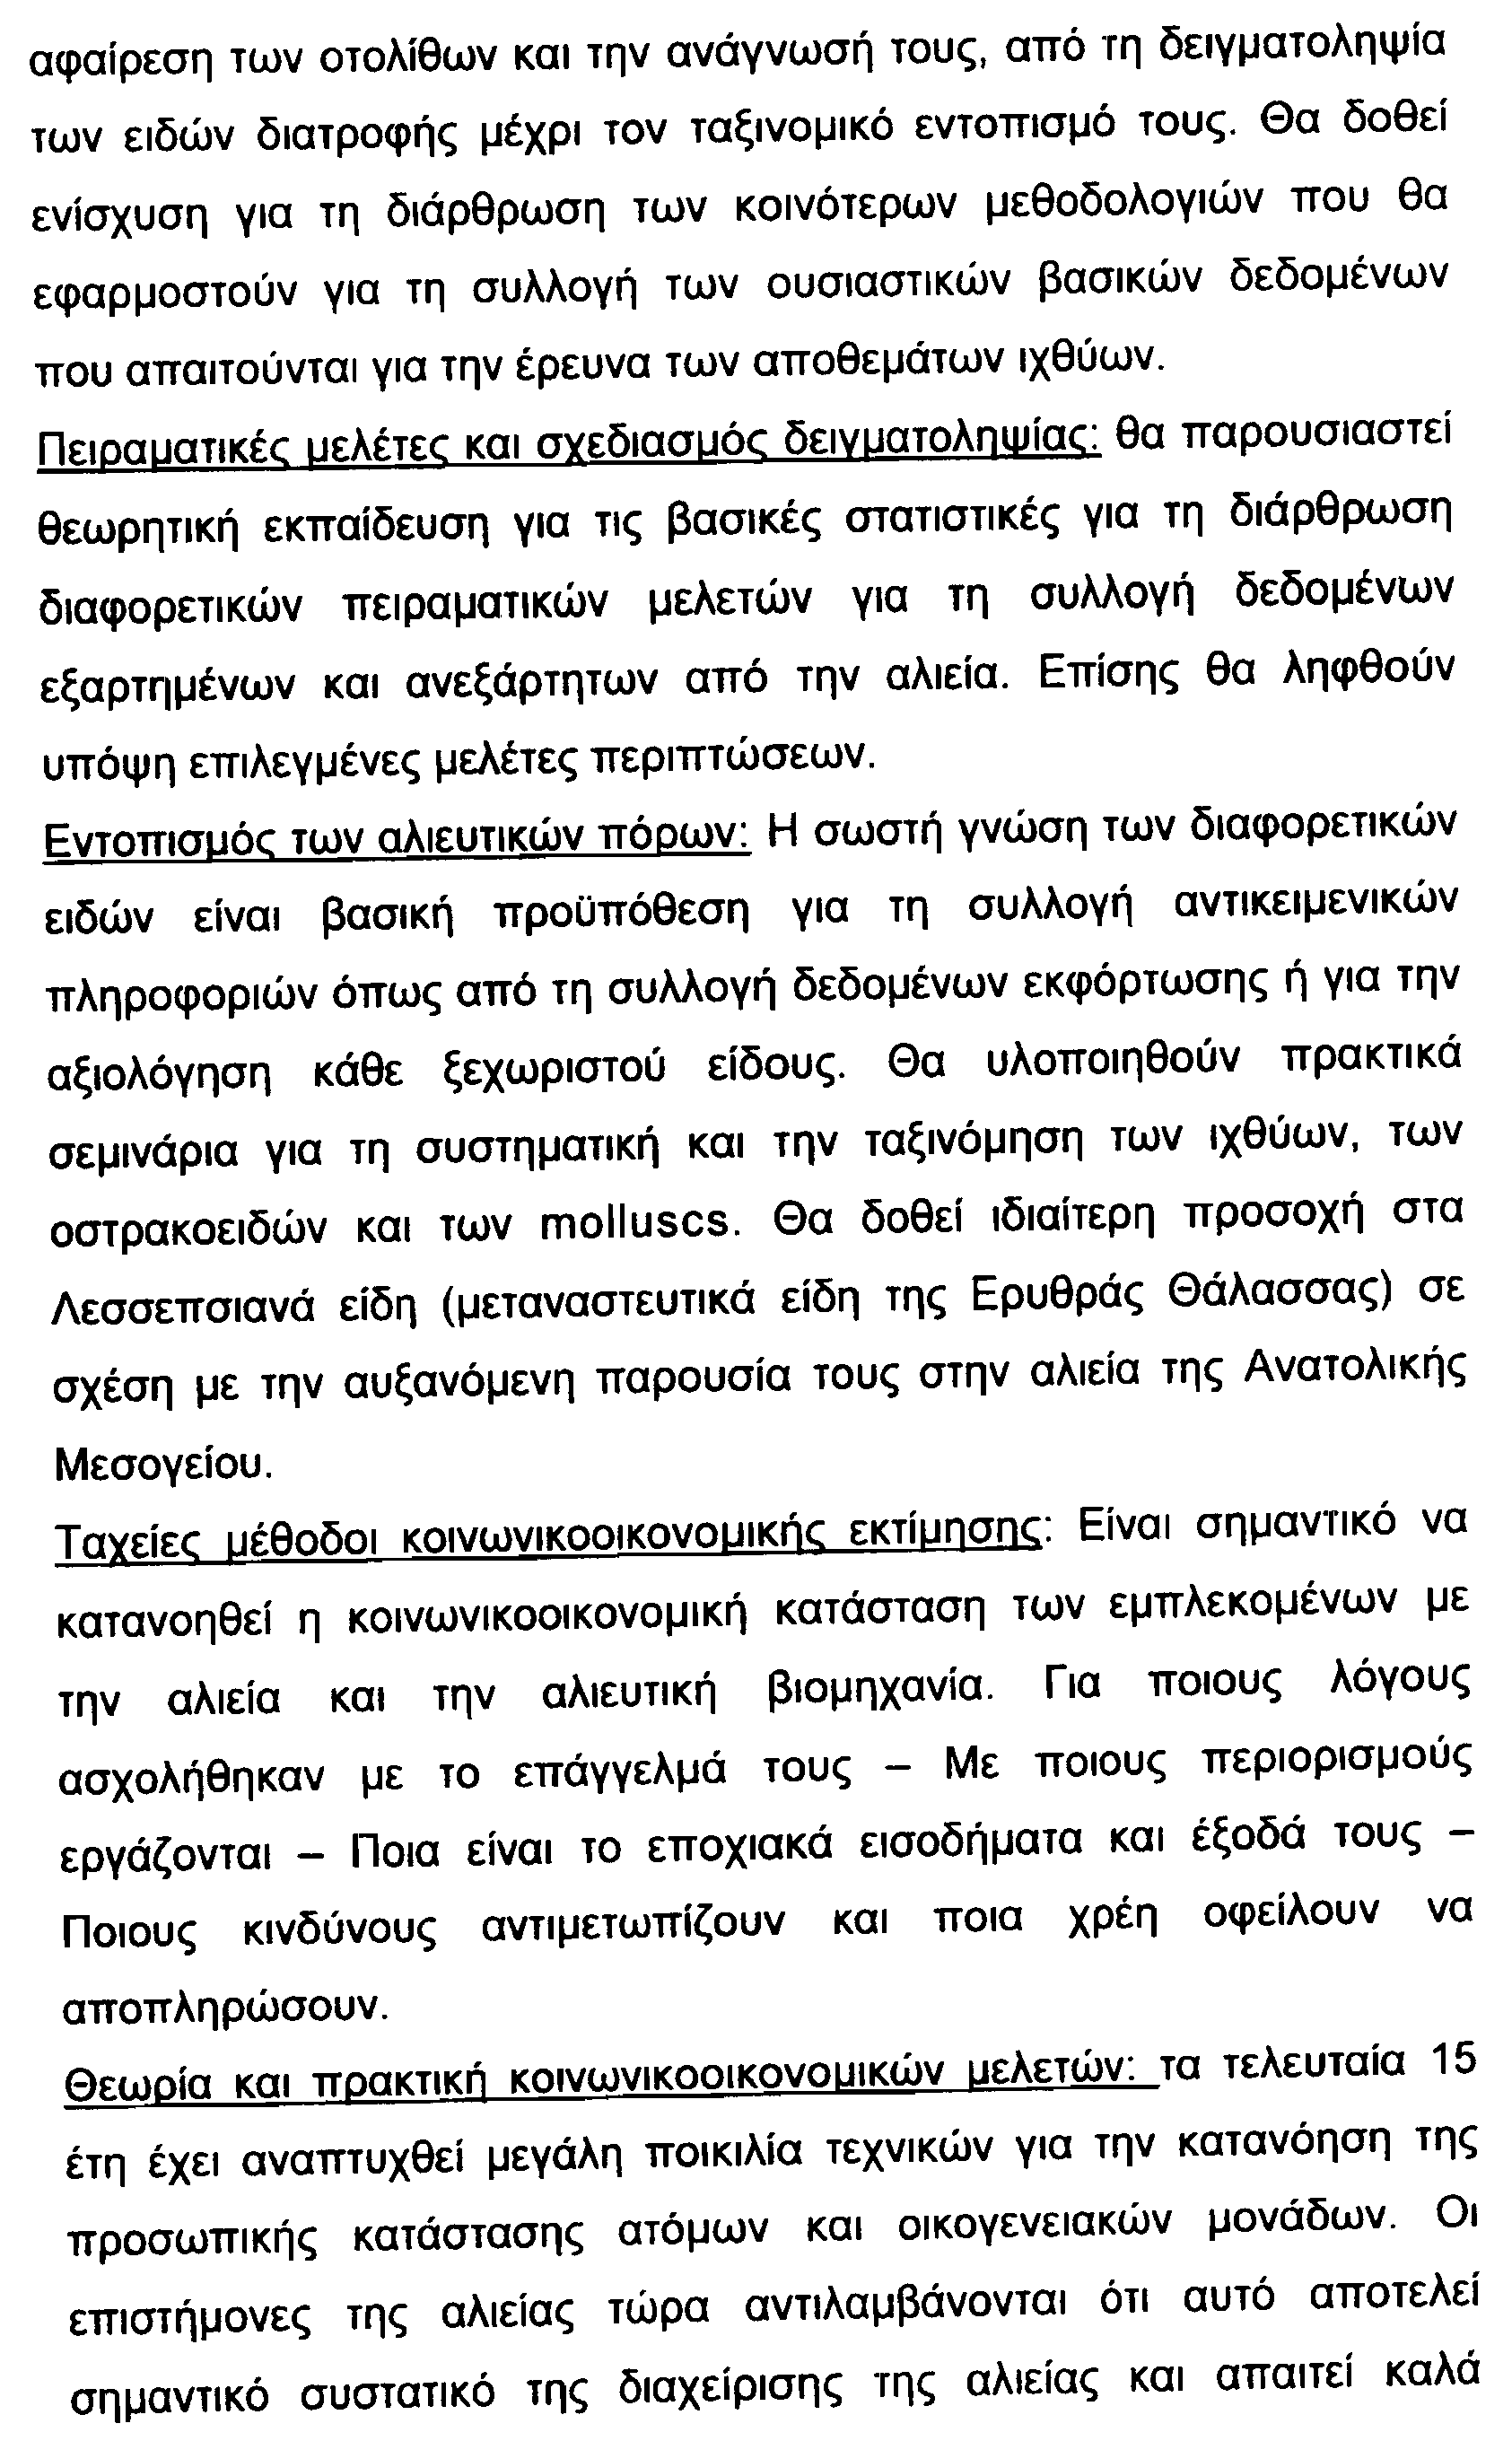 αφαίρεση των οτολίθων και την ανάγνωσή τους, από τη δειγματοληψία
των ειδών διατροφής μέχρι τον ταξινομικό εντοπισμό τους. Θα δοθεί
ενίσχυση για τη διάρθρωση των κοινότερων μεθοδολογιών που θα
εφαρμοστούν για τη συλλογή των ουσιαστικών βασικών δεδομένων
που απαιτούνται για την έρευνα των αποθεμάτων ιχθύων.
Πειραματικές μελέτες και σχεδιασμός δειγματοληψίας: θα παρουσιαστεί
θεωρητική εκπαίδευση για τις βασικές στατιστικές για τη διάρθρωση
διαφορετικών πειραματικών μελετών για τη συλλογή δεδομένων
εξαρτημένων και ανεξάρτητων από την αλιεία. Επίσης θα ληφθούν
υπόψη επιλεγμένες μελέτες περιπτώσεων.
Εντοπισμός των αλιευτικών πόρων: Η σωστή γνώση των διαφορετικών
ειδών είναι βασική προϋπόθεση για τη συλλογή αντικειμενικών
πληροφοριών όπως από τη συλλογή δεδομένων εκφόρτωσης ή για την
αξιολόγηση κάθε ξεχωριστού είδους. Θα υλοποιηθούν πρακτικά
σεμινάρια για τη συστηματική και την ταξινόμηση των ιχθύων, των
οστρακοειδών και των molluscs. Θα δοθεί ιδιαίτερη προσοχή στα
Λεσσεπσιανά είδη (μεταναστευτικά είδη της Ερυθράς Θάλασσας) σε
σχέση με την αυξανόμενη παρουσία τους στην αλιεία της Ανατολικής
Μεσογείου.
Ταχείες μέθοδοι κοινωνικοοικονομικής εκτίμησης: Είναι σημαντικό να
κατανοηθεί η κοινωνικοοικονομική κατάσταση των εμπλεκομένων με
την αλιεία και την αλιευτική βιομηχανία. Για ποιους λόγους
ασχολήθηκαν με το επάγγελμά τους – Με ποιους περιορισμούς
εργάζονται – Ποια είναι το εποχιακά εισοδήματα και έξοδά τους –
Ποιους κινδύνους αντιμετωπίζουν και ποια χρέη οφείλουν να
αποπληρώσουν.
Θεωρία και πρακτική κοινωνικοοικονομικών μελετών: τα τελευταία 15
έτη έχει αναπτυχθεί μεγάλη ποικιλία τεχνικών για την κατανόηση της
προσωπικής κατάστασης ατόμων και οικογενειακών μονάδων. Οι
επιστήμονες της αλιείας τώρα αντιλαμβάνονται ότι αυτό αποτελεί
σημαντικό συστατικό της διαχείρισης της αλιείας και απαιτεί καλά